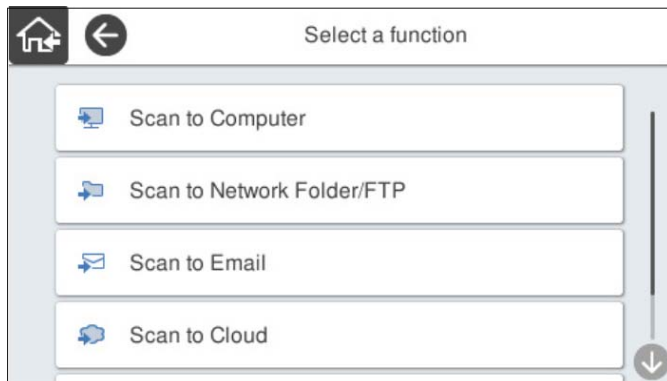 Select a function
Scan to Computer
Scan to Network Folder/FTP
Scan to Email
Scan to Cloud